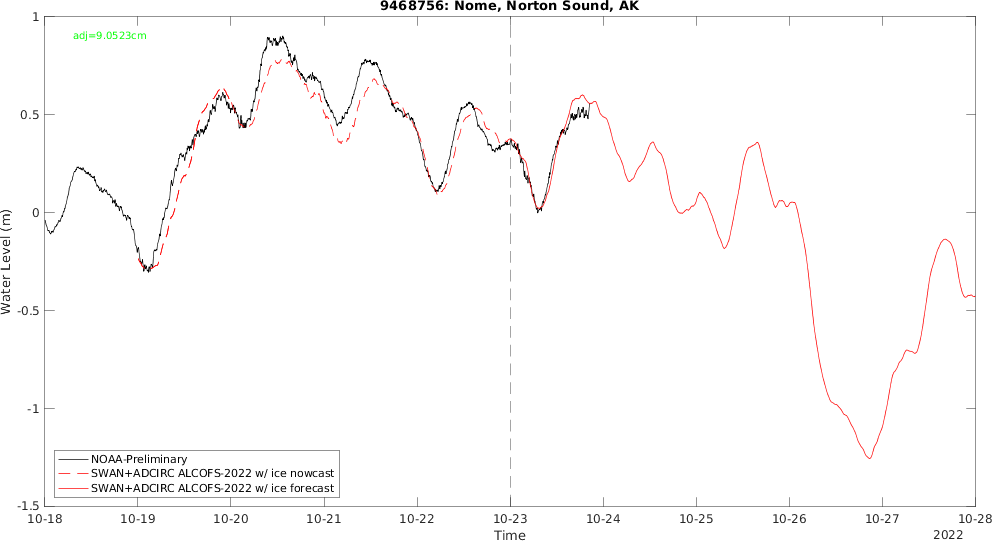 9468756: Nome, Norton Sound, AK
adj=9.0523cm
1
0.5
0
-0.5
-1
-1.5
Water Level (m)
NOAA-Preliminary
SWAN+ADCIRC ALCOFS-2022 w/ ice nowcast
SWAN+ADCIRC ALCOFS-2022 w/ ice forecast
10-18 10-19 10-20 10-21 10-22 10-23 10-24 10-25 10-26 10-27 10-28
Time
2022